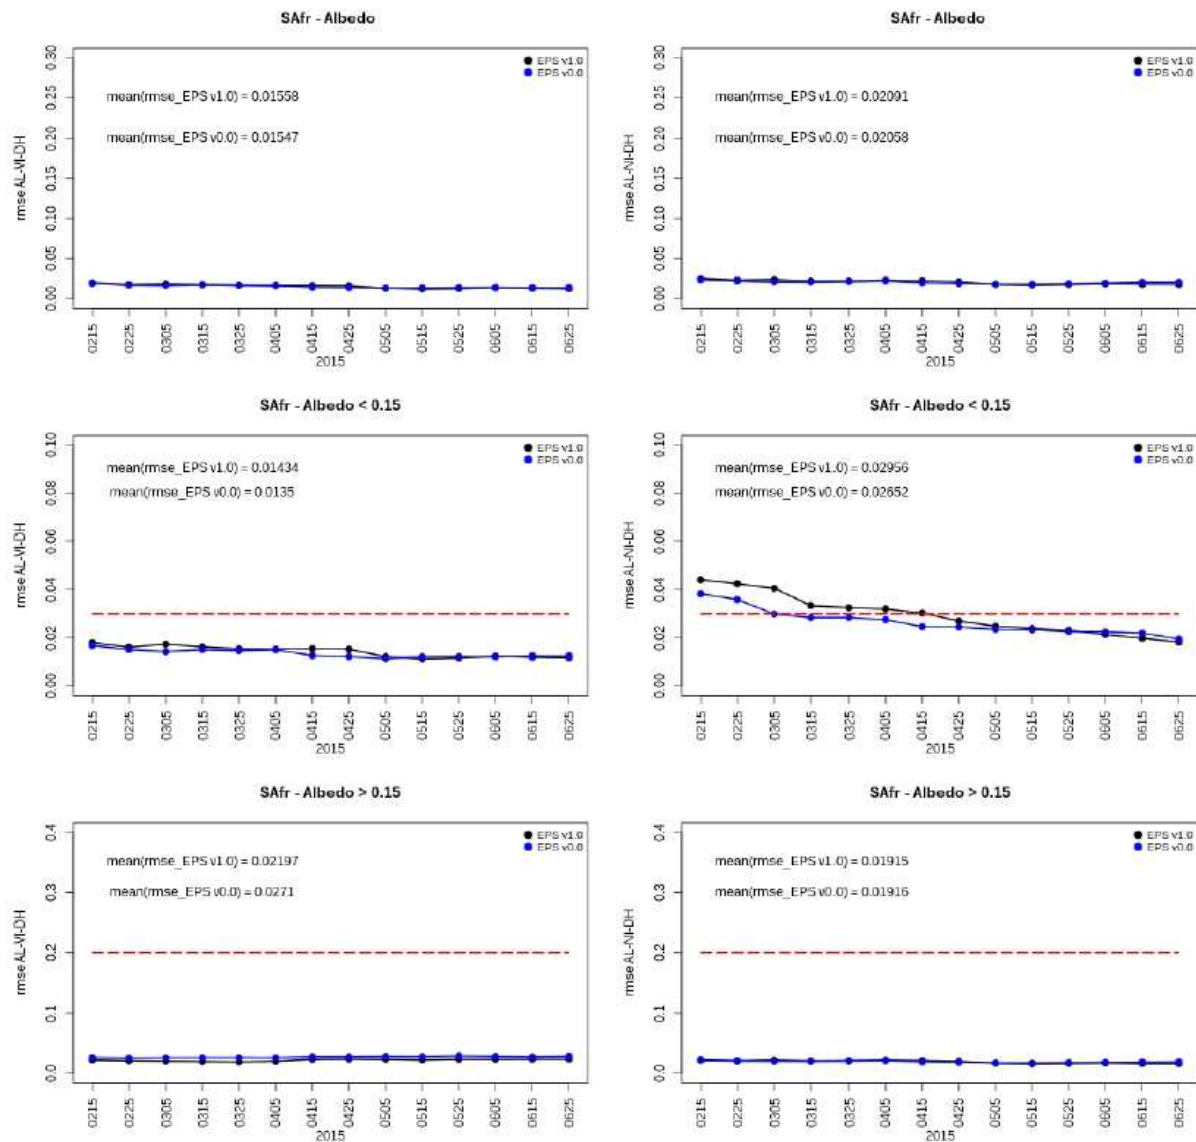 SAfr - Albedo
rmse AL-VI-DH
0.30
0.25
0.20
0.15
0.10
0.05
0.00
EPS v1.0
EPS v0.0
mean(rmse_EPS v1.0) = 0.01558
mean(rmse_EPS v0.0) = 0.01547
0215 0225 0305 0315 0325 0405 0415 0425 0505 0515 0525 0605 0615 0625
2015
SAfr - Albedo
rmse AL-NI-DH
0.30
0.25
0.20
0.15
0.10
0.05
0.00
EPS v1.0
EPS v0.0
mean(rmse_EPS v1.0) = 0.02091
mean(rmse_EPS v0.0) = 0.02058
0215 0225 0305 0315 0325 0405 0415 0425 0505 0515 0525 0605 0615 0625
2015
SAfr - Albedo < 0.15
rmse AL-VI-DH
0.10
0.08
0.06
0.04
0.02
0.00
EPS v1.0
EPS v0.0
mean(rmse_EPS v1.0) = 0.01434
mean(rmse_EPS v0.0) = 0.0135
0215 0225 0305 0315 0325 0405 0415 0425 0505 0515 0525 0605 0615 0625
2015
SAfr - Albedo < 0.15
rmse AL-NI-DH
0.10
0.08
0.06
0.04
0.02
0.00
EPS v1.0
EPS v0.0
mean(rmse_EPS v1.0) = 0.02956
mean(rmse_EPS v0.0) = 0.02652
0215 0225 0305 0315 0325 0405 0415 0425 0505 0515 0525 0605 0615 0625
2015
SAfr - Albedo > 0.15
rmse AL-VI-DH
0.4
0.3
0.2
0.1
0.0
EPS v1.0
EPS v0.0
mean(rmse_EPS v1.0) = 0.02197
mean(rmse_EPS v0.0) = 0.0271
0215 0225 0305 0315 0325 0405 0415 0425 0505 0515 0525 0605 0615 0625
2015
SAfr - Albedo > 0.15
rmse AL-NI-DH
0.4
0.3
0.2
0.1
0.0
EPS v1.0
EPS v0.0
mean(rmse_EPS v1.0) = 0.01915
mean(rmse_EPS v0.0) = 0.01916
0215 0225 0305 0315 0325 0405 0415 0425 0505 0515 0525 0605 0615 0625
2015